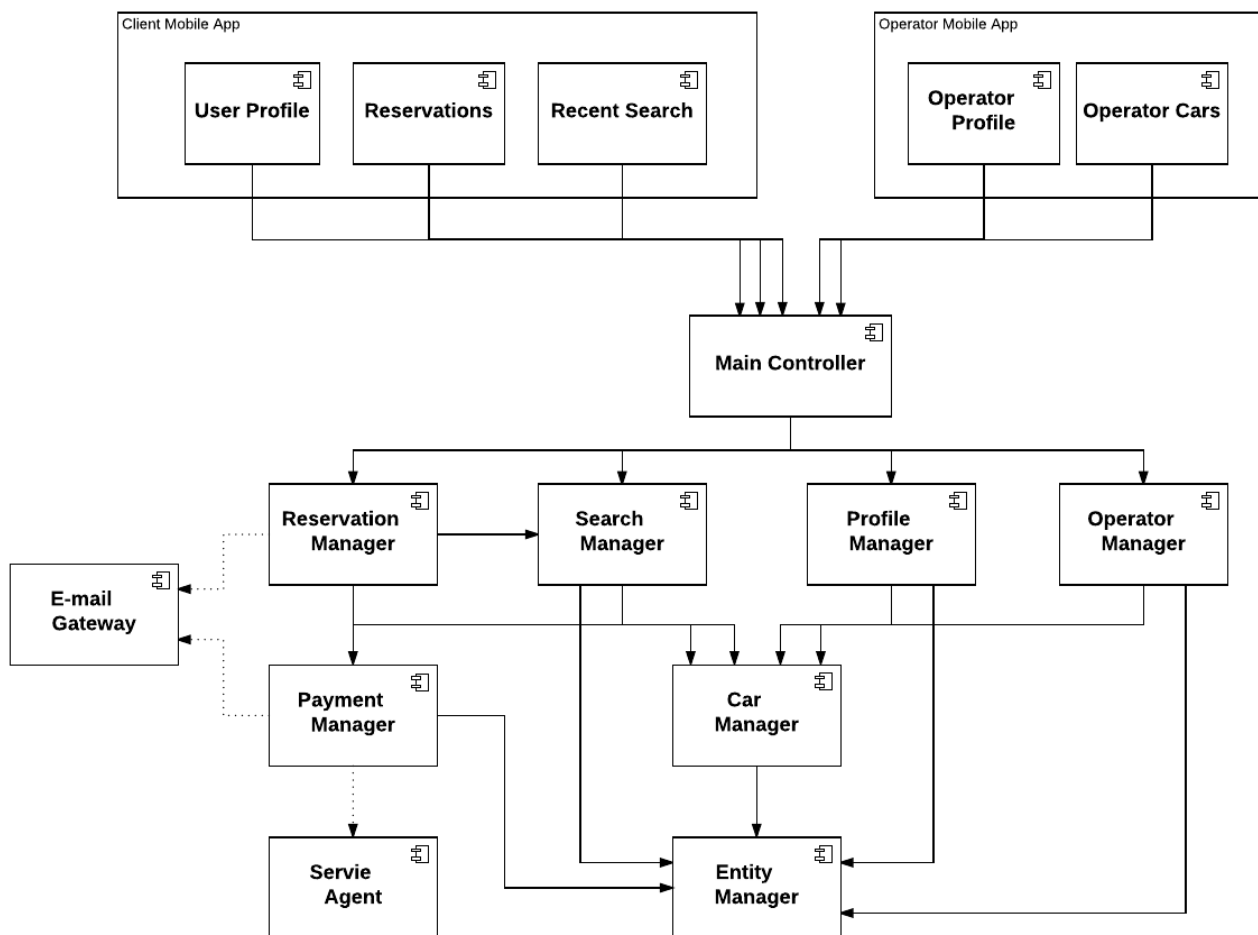 Client Mobile App
Operator Mobile App
User Profile
Reservations
Recent Search
Operator
Profile
Operator Cars
Main Controller
Reservation
Manager
Search
Manager
Profile
Manager
Operator
Manager
E-mail
Gateway
Payment
Manager
Car
Manager
Servie
Agent
Entity
Manager